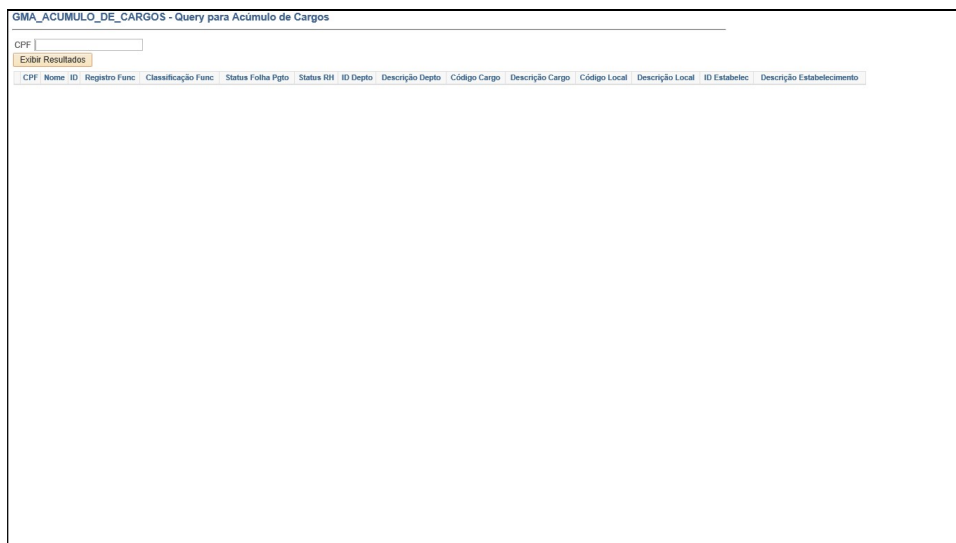 GMA_ACUMULO_DE_CARGOS - Query para Acúmulo de Cargos
CPF
Exibir Resultados
CPF Nome ID Registro Func Classificação Func Status Folha Pgto Status RH ID Depto Descrição Depto Código Cargo Descrição Cargo Código Local Descrição Local ID Estabelec Descrição Estabelecimento